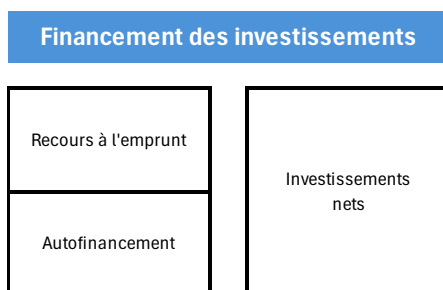 Financement des investissements
Recours à l'emprunt
Autofinancement
Investissements
nets